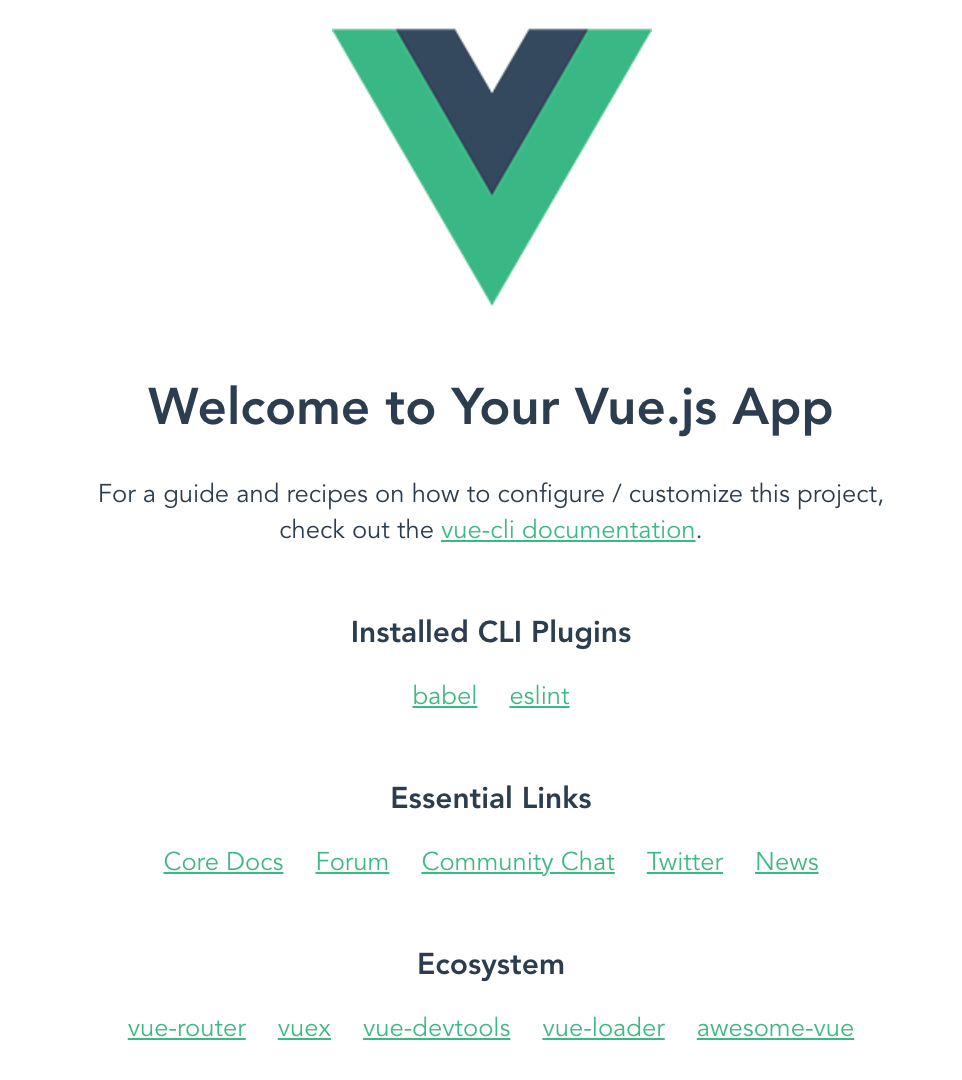 Welcome to Your Vue.js App
For a guide and recipes on how to configure / customize this project,
check out the vue-cli documentation.
Installed CLI Plugins
babel eslint
Essential Links
Core Docs Forum Community Chat Twitter News
Ecosystem
vue-router vuex vue-devtools vue-loader awesome-vue